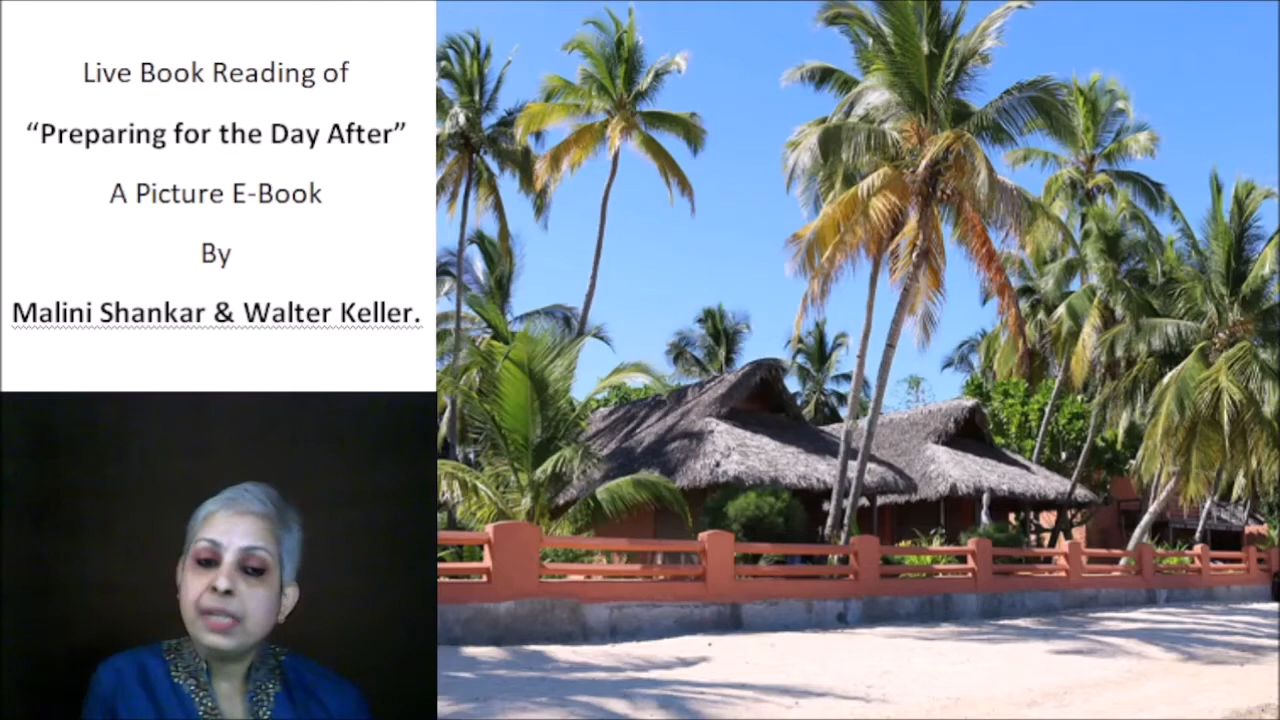 Live Book Reading of
“Preparing for the Day After”
A Picture E-Book
By
Malini Shankar & Walter Keller.